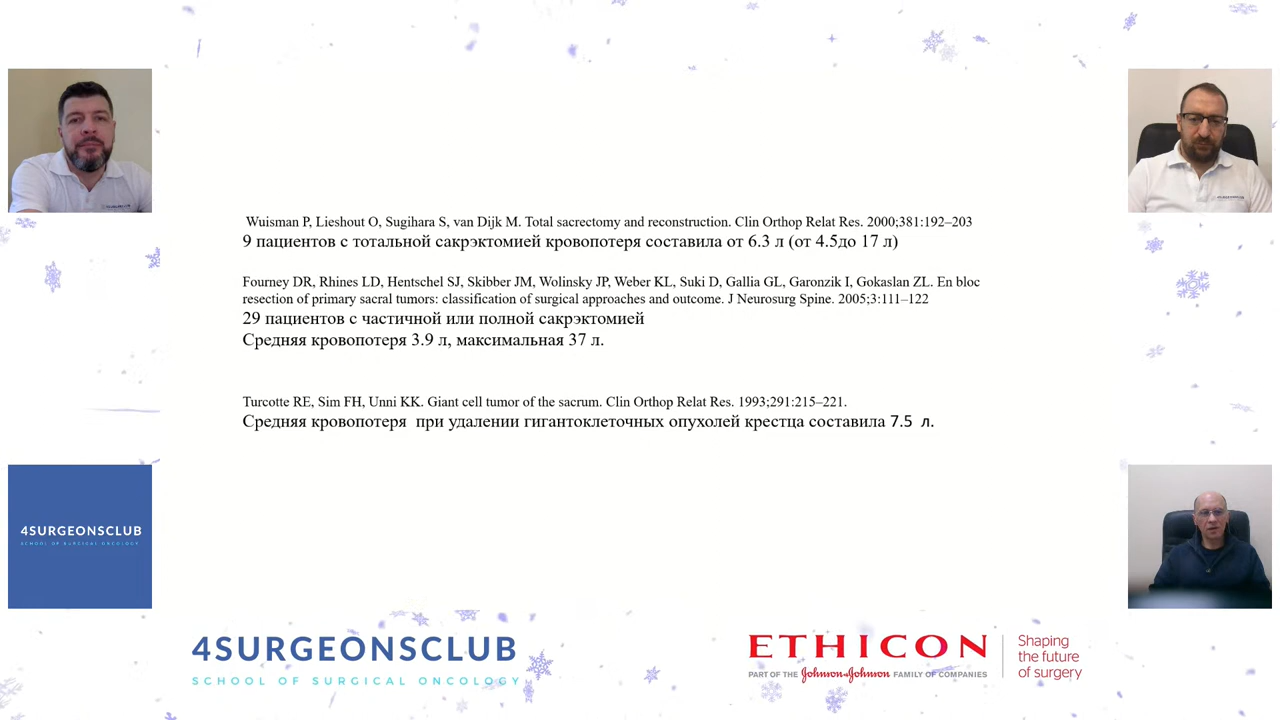 Wuisman P, Lieshout O, Sugihara S, van Dijk M. Total sacrectomy and reconstruction. Clin Orthop Relat Res. 2000;381:192–203
9 пациентов с тотальной сакрэктомией кровопотеря составила от 6.3 л (от 4.5до 17 л)
Fourney DR, Rhines LD, Hentschel SJ, Skibber JM, Wolinsky JP, Weber KL, Suki D, Gallia GL, Garonzik I, Gokaslan ZL. En bloc
resection of primary sacral tumors: classification of surgical approaches and outcome. J Neurosurg Spine. 2005;3:111–122
29 пациентов с частичной или полной сакрэктомией
Средняя кровопотеря 3.9 л, максимальная 37 л.
Turcotte RE, Sim FH, Unni KK. Giant cell tumor of the sacrum. Clin Orthop Relat Res. 1993;291:215–221.
Средняя кровопотеря при удалении гигантоклеточных опухолей крестца составила 7.5 л.
4SURGEONSCLUB
SCHOOL OF SURGICAL ONCOLOGY
4SURGEONSCLUB
SCHOOL OF SURGICAL ONCOLOGY
ETHICON
PART OF THE Johnson&Johnson FAMILY OF COMPANIES
Shaping
the future
of surgery